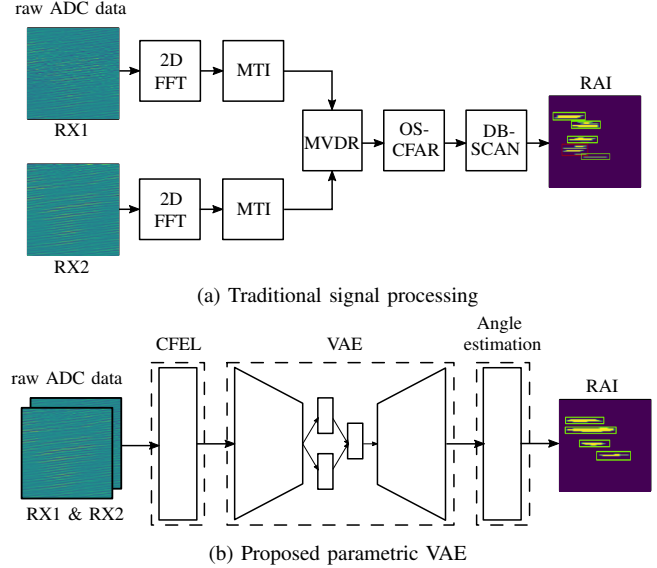 raw ADC data
RX1
2D
FFT
MTI
RX2
2D
FFT
MTI
MVDR
OS-
CFAR
DB-
SCAN
RAI
(a) Traditional signal processing
raw ADC data
RX1 & RX2
CFEL
VAE
Angle
estimation
RAI
(b) Proposed parametric VAE